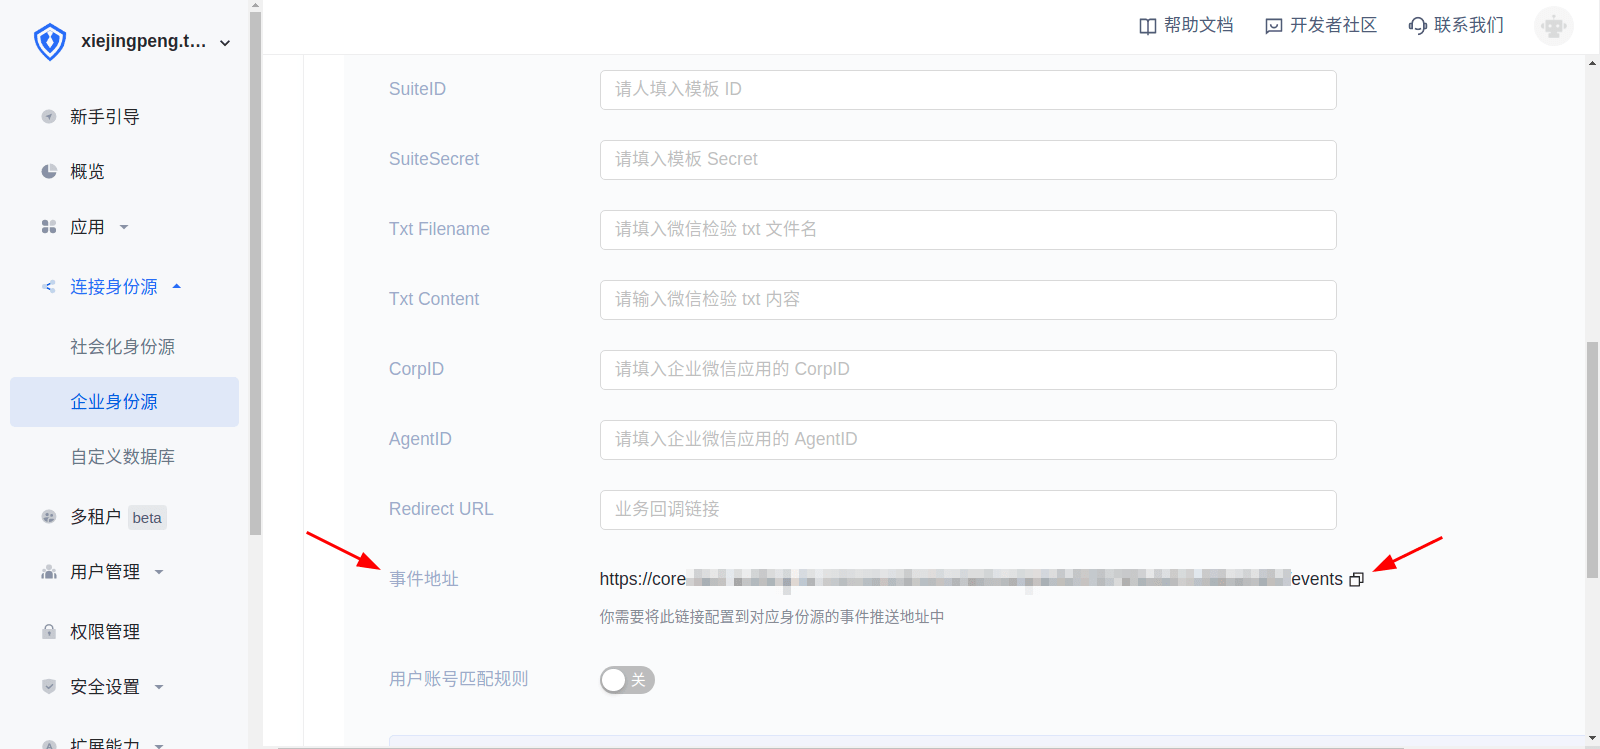 xiejingpeng.t...
帮助文档
开发者社区
联系我们
新手引导
概览
应用
连接身份源
社会化身份源
企业身份源
自定义数据库
多租户 beta
用户管理
权限管理
安全设置
扩展能力
SuiteID
请人填入模板 ID
SuiteSecret
请填入模板 Secret
Txt Filename
请填入微信检验 txt 文件名
Txt Content
请输入微信检验 txt 内容
CorpID
请填入企业微信应用的 CorpID
AgentID
请填入企业微信应用的 AgentID
Redirect URL
业务回调链接
事件地址
https://core
events
你需要将此链接配置到对应身份源的事件推送地址中
用户账号匹配规则
关